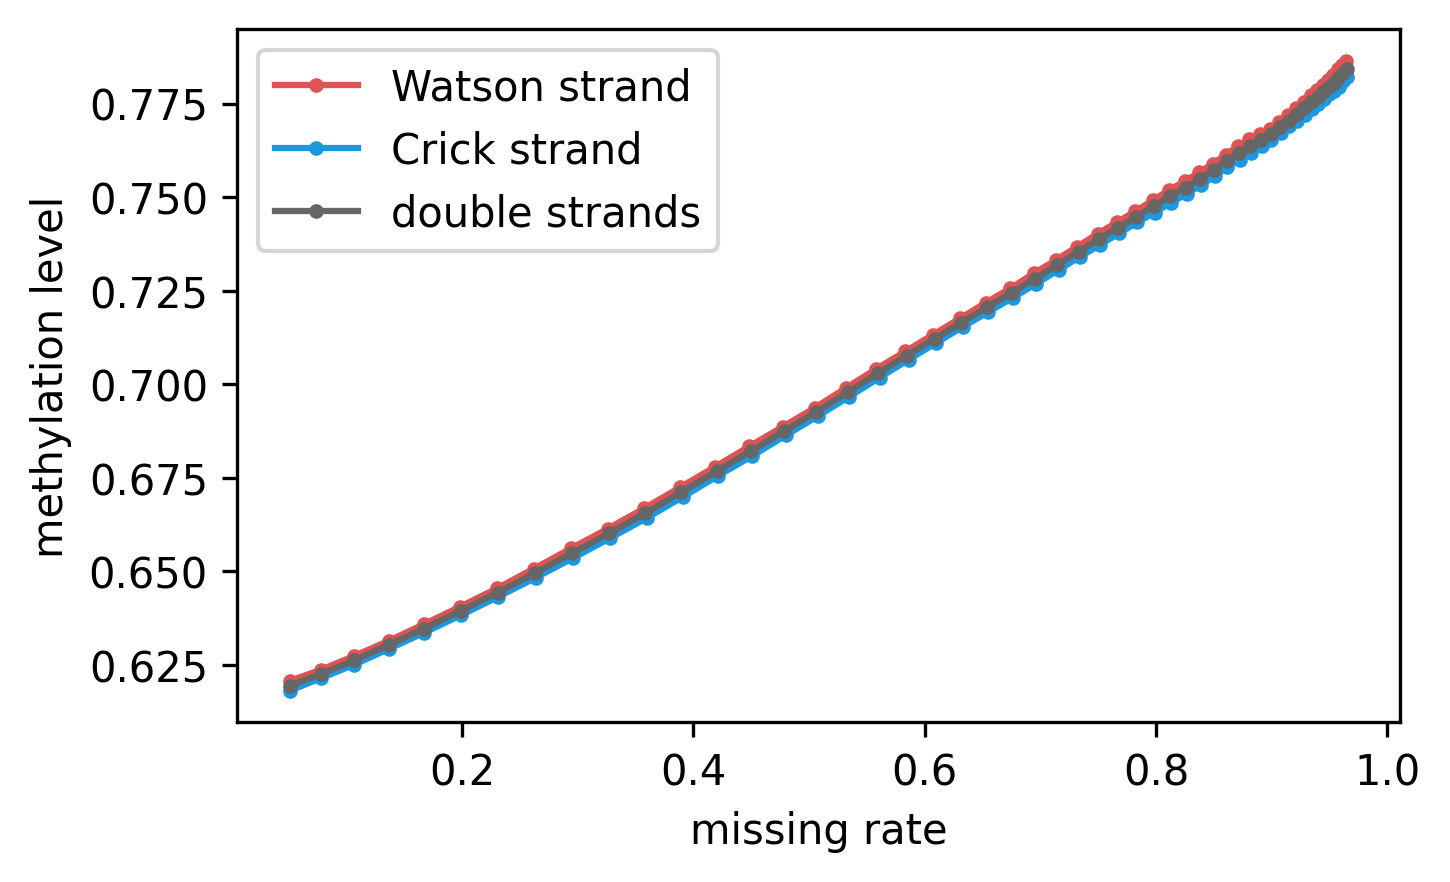 Watson strand
Crick strand
double strands
0.775
0.750
0.725
0.700
0.675
0.650
0.625
methylation level
0.2 0.4 0.6 0.8 1.0
missing rate